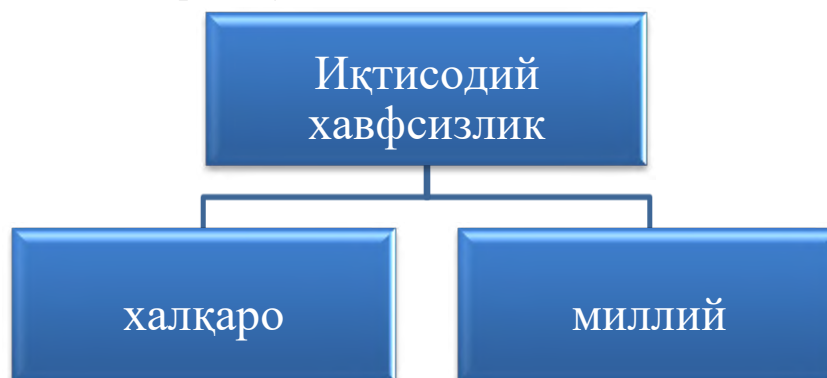 Иқтисодий
хавфсизлик
халқаро
миллий